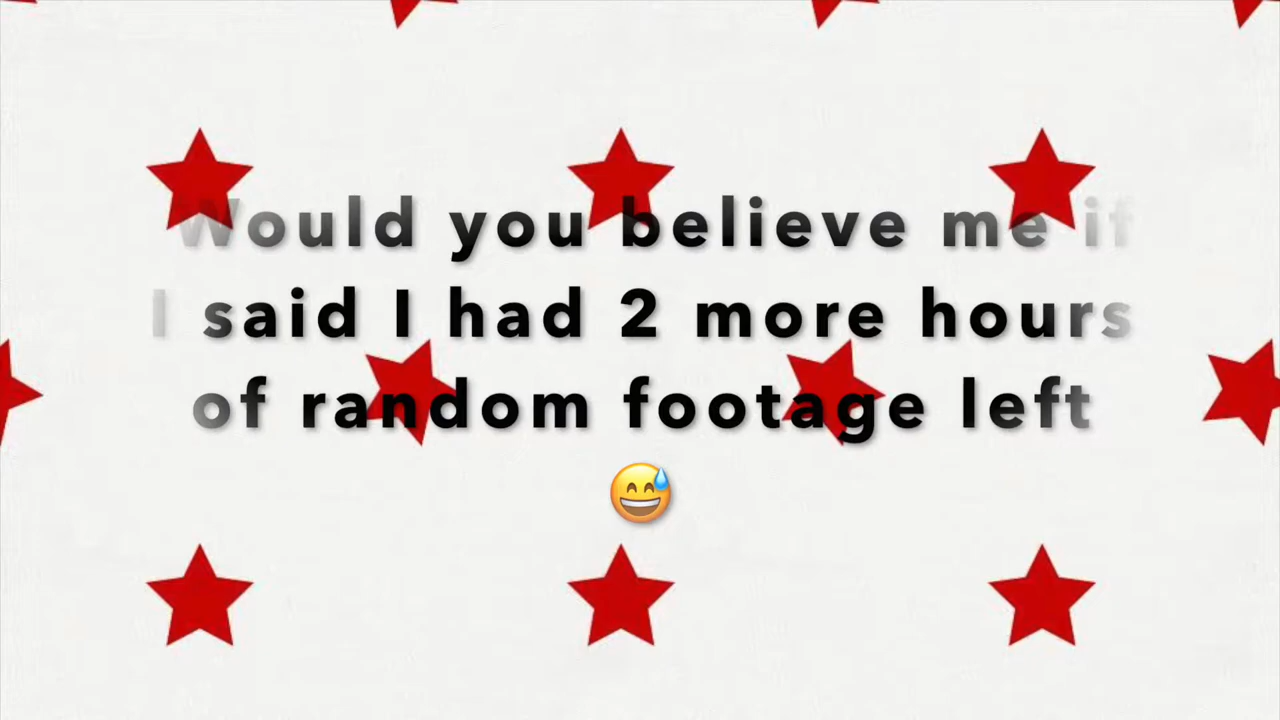 Would you believe me if
I said I had 2 more hours
of random footage left
😅